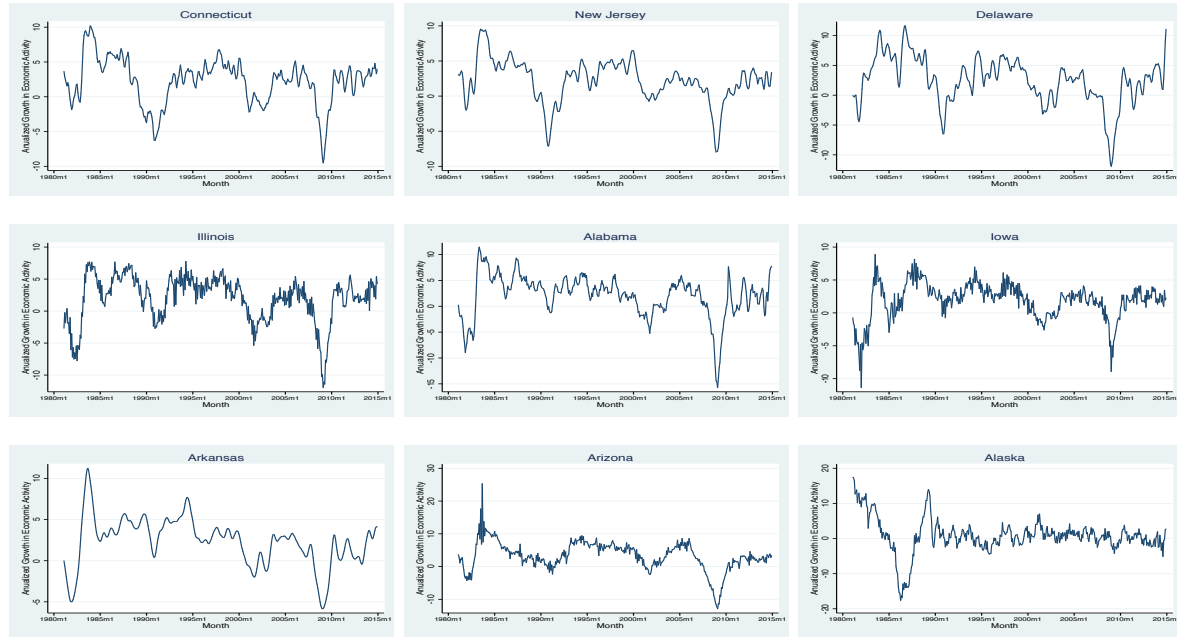 Connecticut
Anualized Growth in Economic Activity
10
5
0
-5
-10
1980m1 1985m1 1990m1 1995m1 2000m1 2005m1 2010m1 2015m1
Month
New Jersey
Anualized Growth in Economic Activity
10
5
0
-5
-10
1980m1 1985m1 1990m1 1995m1 2000m1 2005m1 2010m1 2015m1
Month
Delaware
Anualized Growth in Economic Activity
10
5
0
-5
-10
1980m1 1985m1 1990m1 1995m1 2000m1 2005m1 2010m1 2015m1
Month
Illinois
Anualized Growth in Economic Activity
10
5
0
-5
-10
1980m1 1985m1 1990m1 1995m1 2000m1 2005m1 2010m1 2015m1
Month
Alabama
Anualized Growth in Economic Activity
10
5
0
-5
-10
-15
1980m1 1985m1 1990m1 1995m1 2000m1 2005m1 2010m1 2015m1
Month
Iowa
Anualized Growth in Economic Activity
10
5
0
-5
-10
1980m1 1985m1 1990m1 1995m1 2000m1 2005m1 2010m1 2015m1
Month
Arkansas
Anualized Growth in Economic Activity
10
5
0
-5
1980m1 1985m1 1990m1 1995m1 2000m1 2005m1 2010m1 2015m1
Month
Arizona
Anualized Growth in Economic Activity
30
20
10
0
-10
1980m1 1985m1 1990m1 1995m1 2000m1 2005m1 2010m1 2015m1
Month
Alaska
Anualized Growth in Economic Activity
20
10
0
-10
-20
1980m1 1985m1 1990m1 1995m1 2000m1 2005m1 2010m1 2015m1
Month